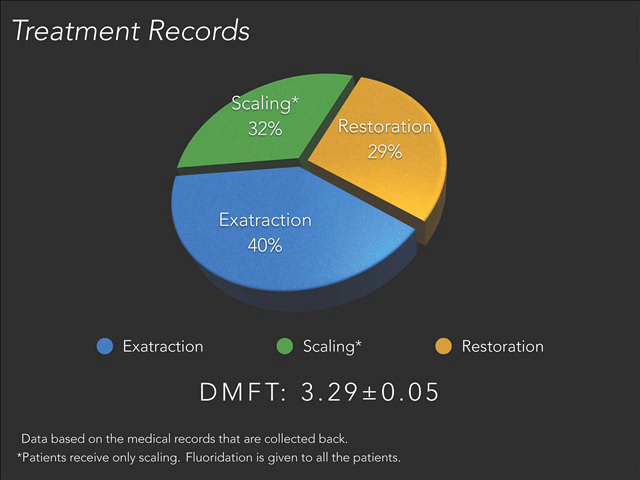 Treatment Records
Scaling*
32%
Restoration
29%
Exatraction
40%
Exatraction
Scaling*
Restoration
DMFT: 3.29±0.05
Data based on the medical records that are collected back.
*Patients receive only scaling. Fluoridation is given to all the patients.